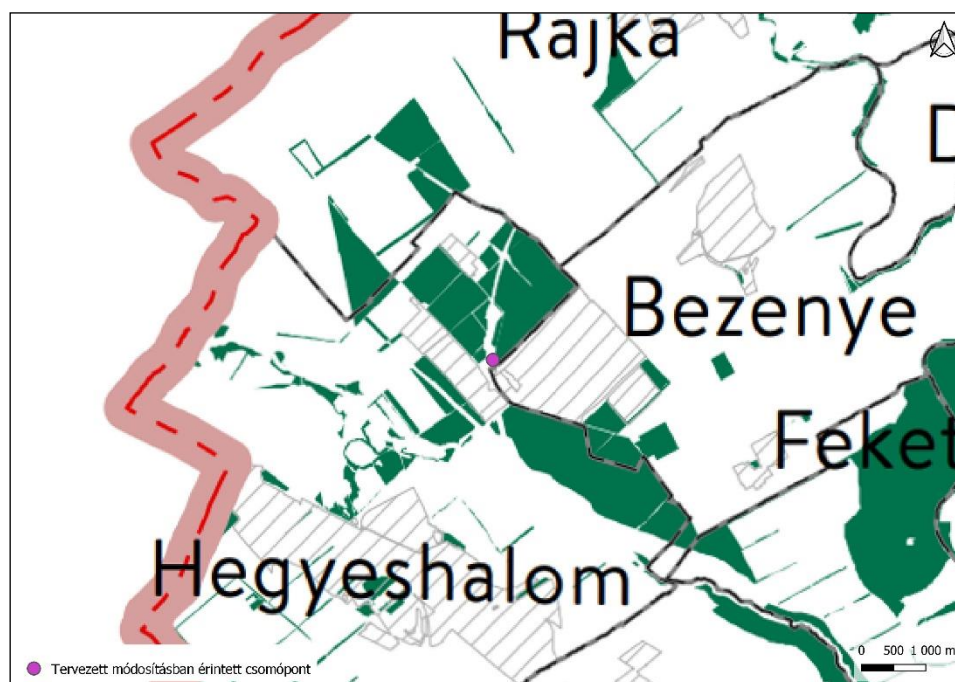 Rajka
D
Bezenye
Feket
Hegyeshalom
0 500 1 000 m
Tervezett módosításban érintett csomópont